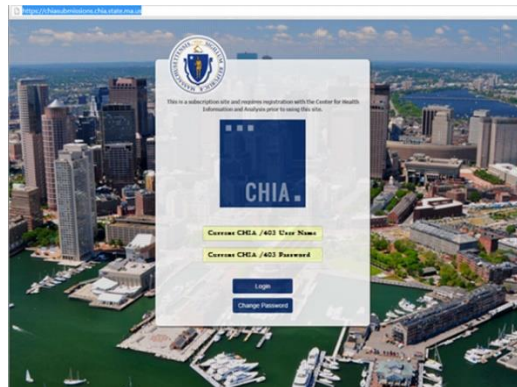 https://chiasubmissions.chia.state.ma.us
This is a subscription site and requires registration with the Center for Health
Information and Analysis prior to using this site.
CHIA
Current CHIA /403 User Name
Current CHIA /403 Password
Login
Change Password